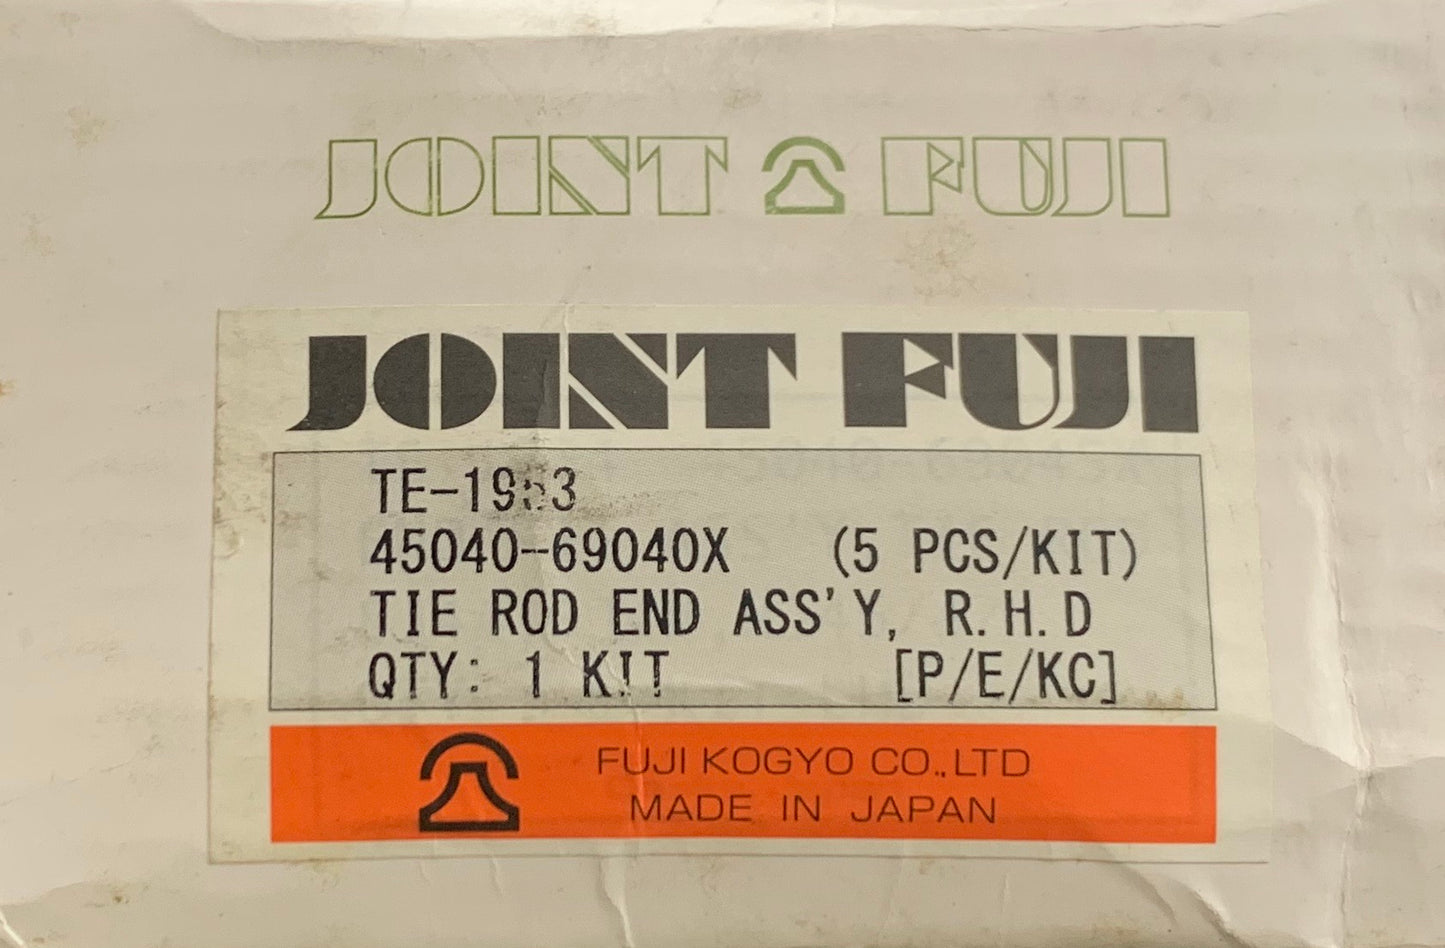 JOINT FUJI
JOINT FUJI
45040-69040X (5 PCS/KIT)
TIE ROD END ASS'Y, R.H.D
QTY: 1 KIT [P/E/KC]
FUJI KOGYO CO.,LTD
MADE IN JAPAN